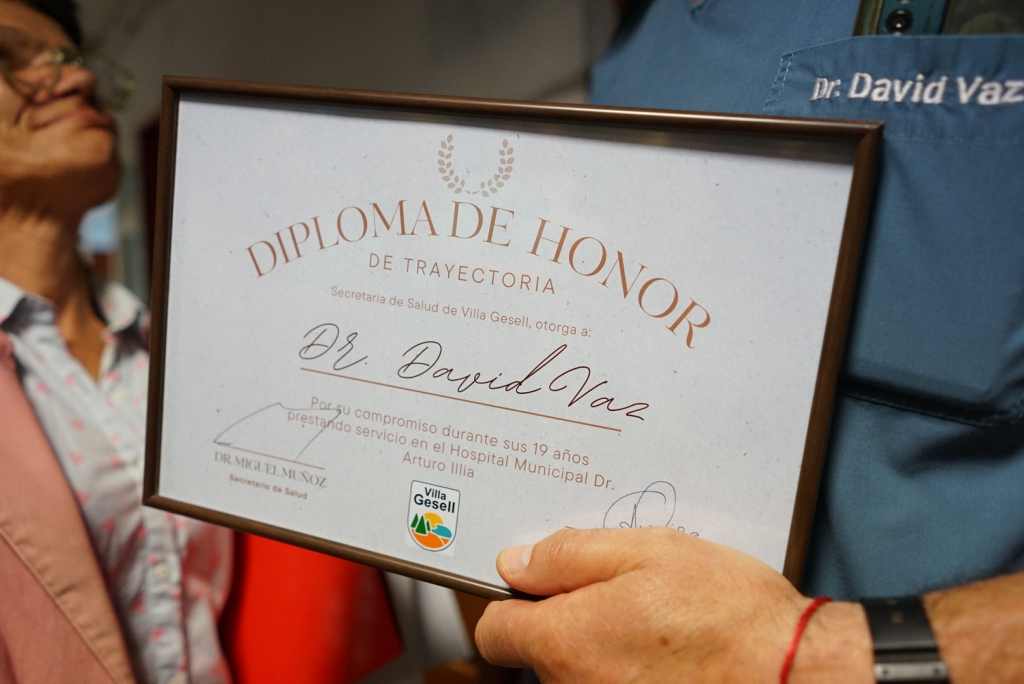 Dr. David Vaz
DIPLOMA DE HONOR
DE TRAYECTORIA
Secretaria de Salud de Villa Gesell, otorga a:
Dr. David Vaz
Por su compromiso durante sus 19 años
prestando servicio en el Hospital Municipal Dr.
Arturo Illia
DR. MIGUEL MUÑOZ
Secretario de Salud
Villa
Gesell